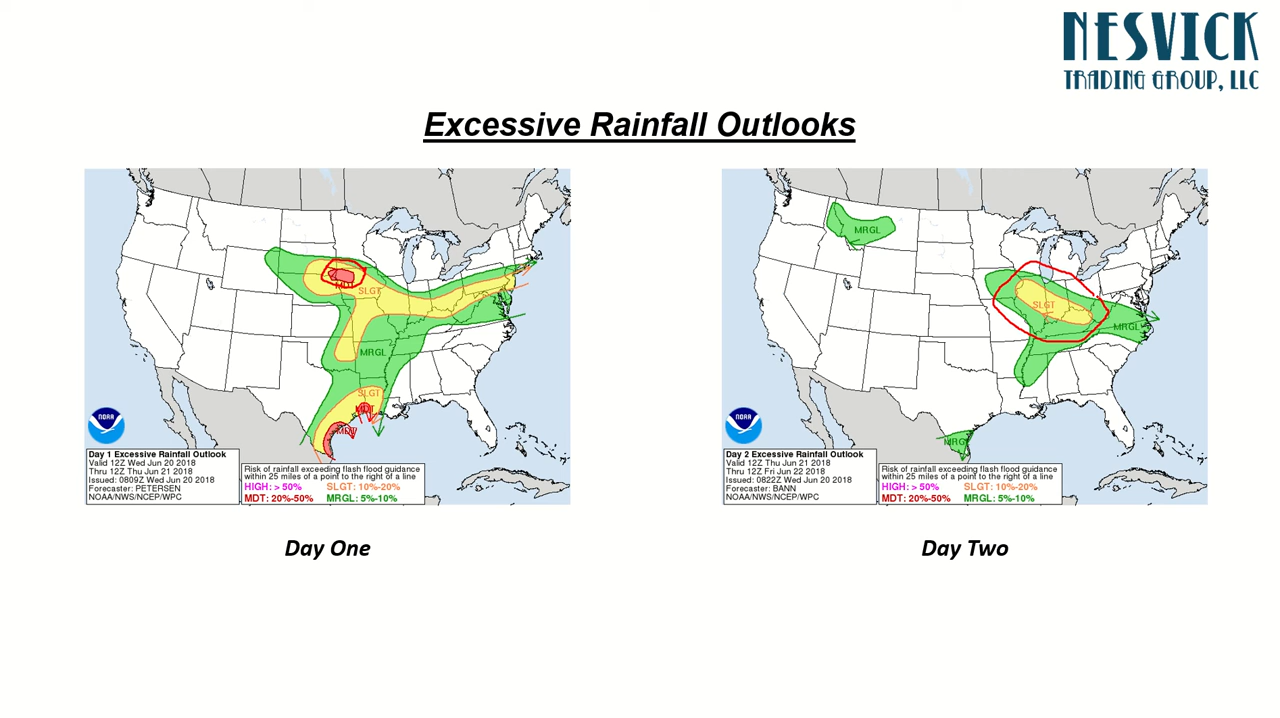 NESVICK
TRADING GROUP, LLC
Excessive Rainfall Outlooks
MDT
SLGT
MRGL
SLGT
MDT
MDT
NOAA
Day 1 Excessive Rainfall Outlook
Valid 12Z Wed Jun 20 2018
Thru 12Z Thu Jun 21 2018
Issued: 0809Z Wed Jun 20 2018
Forecaster: PETERSEN
NOAA/NWS/NCEP/WPC
Risk of rainfall exceeding flash flood guidance
within 25 miles of a point to the right of a line
HIGH: > 50% SLGT: 10%-20%
MDT: 20%-50% MRGL: 5%-10%
Day One
MRGL
SLGT
MRGL
MRGL
NOAA
Day 2 Excessive Rainfall Outlook
Valid 12Z Thu Jun 21 2018
Thru 12Z Fri Jun 22 2018
Issued: 0822Z Wed Jun 20 2018
Forecaster: BANN
NOAA/NWS/NCEP/WPC
Risk of rainfall exceeding flash flood guidance
within 25 miles of a point to the right of a line
HIGH: > 50% SLGT: 10%-20%
MDT: 20%-50% MRGL: 5%-10%
Day Two